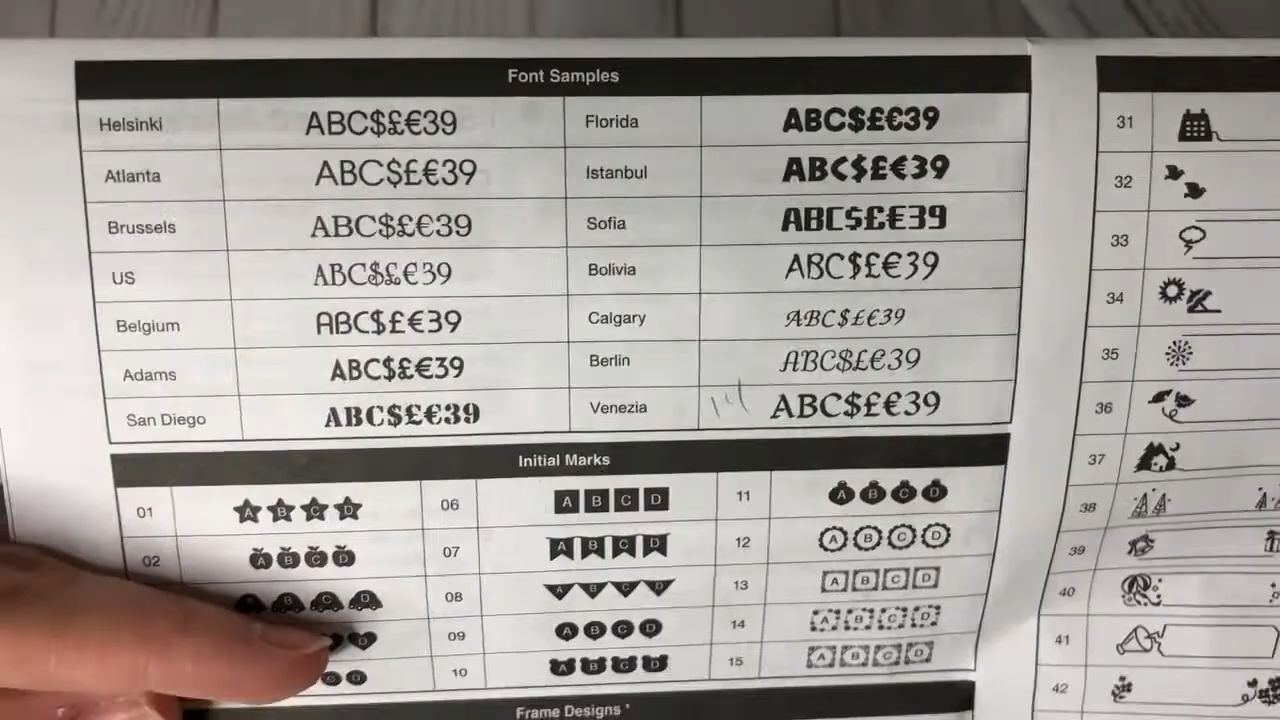 Font Samples
Helsinki ABC$£€39 Florida ABC$£€39
Atlanta ABC$£€39 Istanbul ABC$£€39
Brussels ABC$£€39 Sofia ABC$£€39
US ABC$£€39 Bolivia ABC$£€39
Belgium ABC$£€39 Calgary ABC$£€39
Adams ABC$£€39 Berlin ABC$£€39
San Diego ABC$£€39 Venezia 14 ABC$£€39
Initial Marks
01 A B C D 06 A B C D 11 A B C D
02 A B C D 07 A B C D 12 A B C D
B C D 08 A B C D 13 A B C D
D 09 A B C D 14 A B C D
C D 10 A B C D 15 A B C D
Frame Designs *
31
32
33
34
35
36
37
38
39
40
41
42